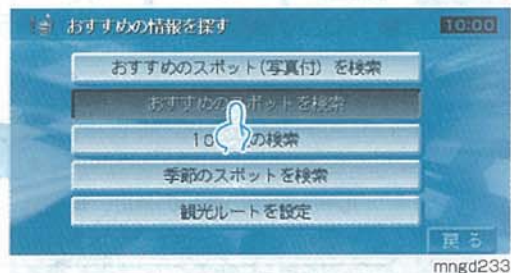 おすすめの情報を探す 10:00
おすすめのスポット(写真付)を検索
おすすめのスポットを検索
の検索
季節のスポットを検索
観光ルートを設定
戻る
mngd233